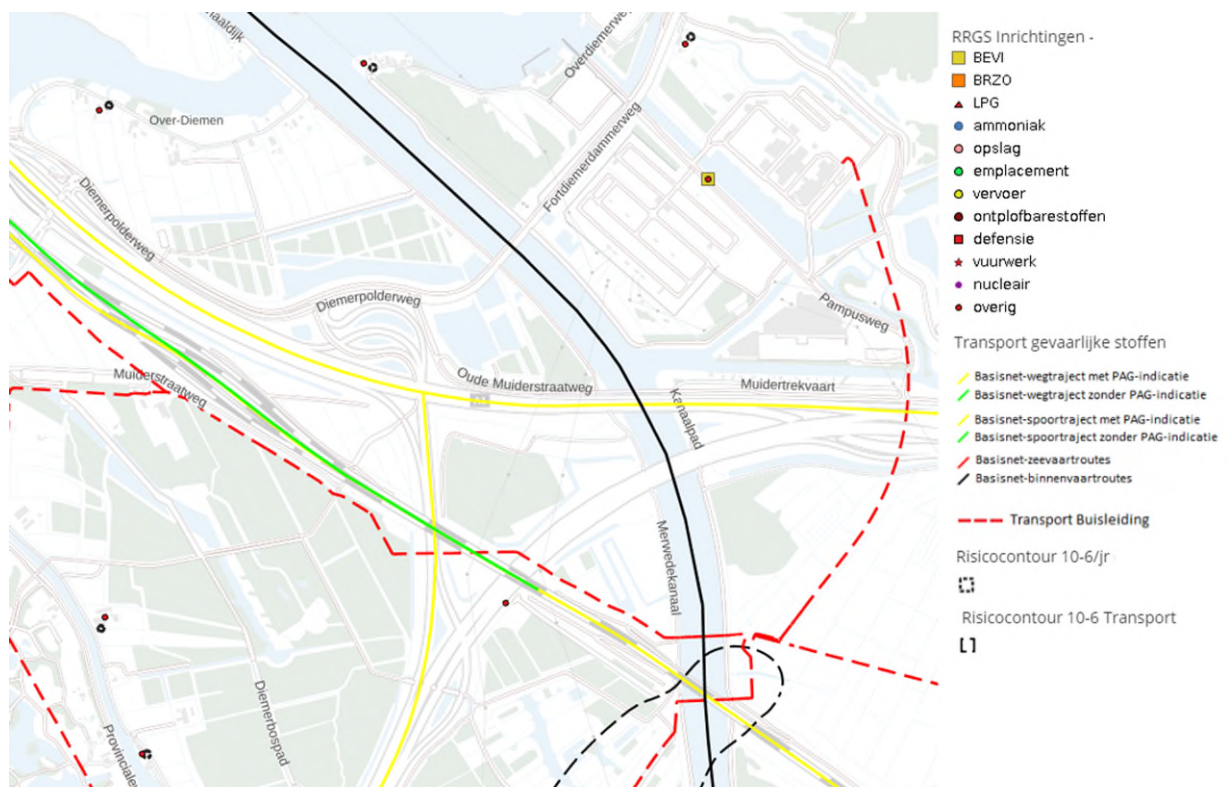 naaldijk
Overdiemerweg
Over-Diemen
Fortdiemerdammerweg
Diemerpolderweg
Diemerpolderweg
Pampusweg
Muiderstraatweg
Oude Muiderstraatweg
Muidertrekvaart
Kanaalpad
Merwedekanaal
Diemerbospad
Provinciale
RRGS Inrichtingen -
BEVI
BRZO
LPG
ammoniak
opslag
emplacement
vervoer
ontplofbarestoffen
defensie
vuurwerk
nucleair
overig
Transport gevaarlijke stoffen
Basisnet-wegtraject met PAG-indicatie
Basisnet-wegtraject zonder PAG-indicatie
Basisnet-spoortraject met PAG-indicatie
Basisnet-spoortraject zonder PAG-indicatie
Basisnet-zeevaartroutes
Basisnet-binnenvaartroutes
Transport Buisleiding
Risicocontour 10-6/jr
Risicocontour 10-6 Transport